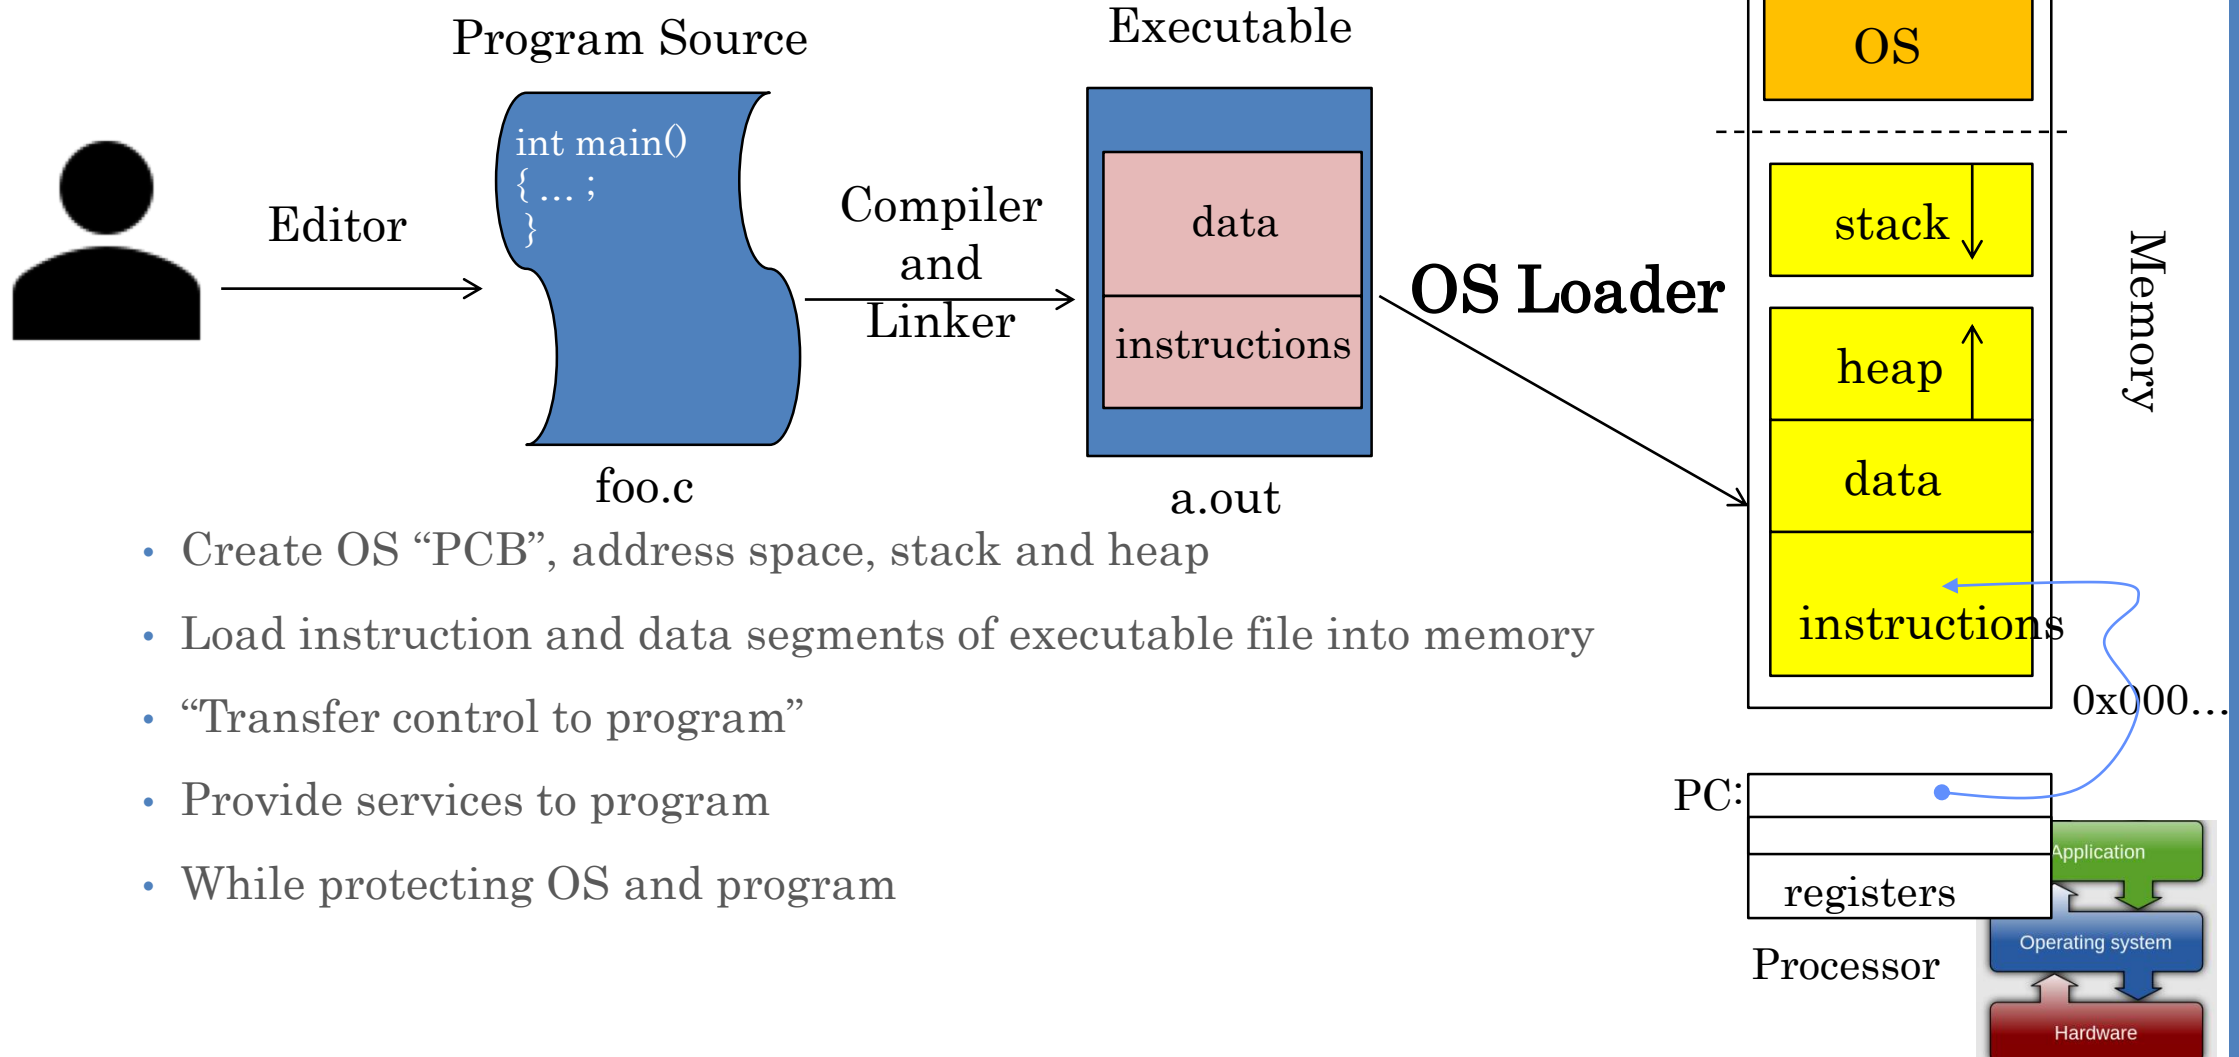 Program Source
Executable
OS
int main()
{ … ;
}
Editor
Compiler
and
Linker
data
instructions
OS Loader
stack
heap
data
instructions
Memory
foo.c
a.out
0x000…
• Create OS “PCB”, address space, stack and heap
• Load instruction and data segments of executable file into memory
• “Transfer control to program”
• Provide services to program
• While protecting OS and program
PC:
registers
Processor
Application
Operating system
Hardware